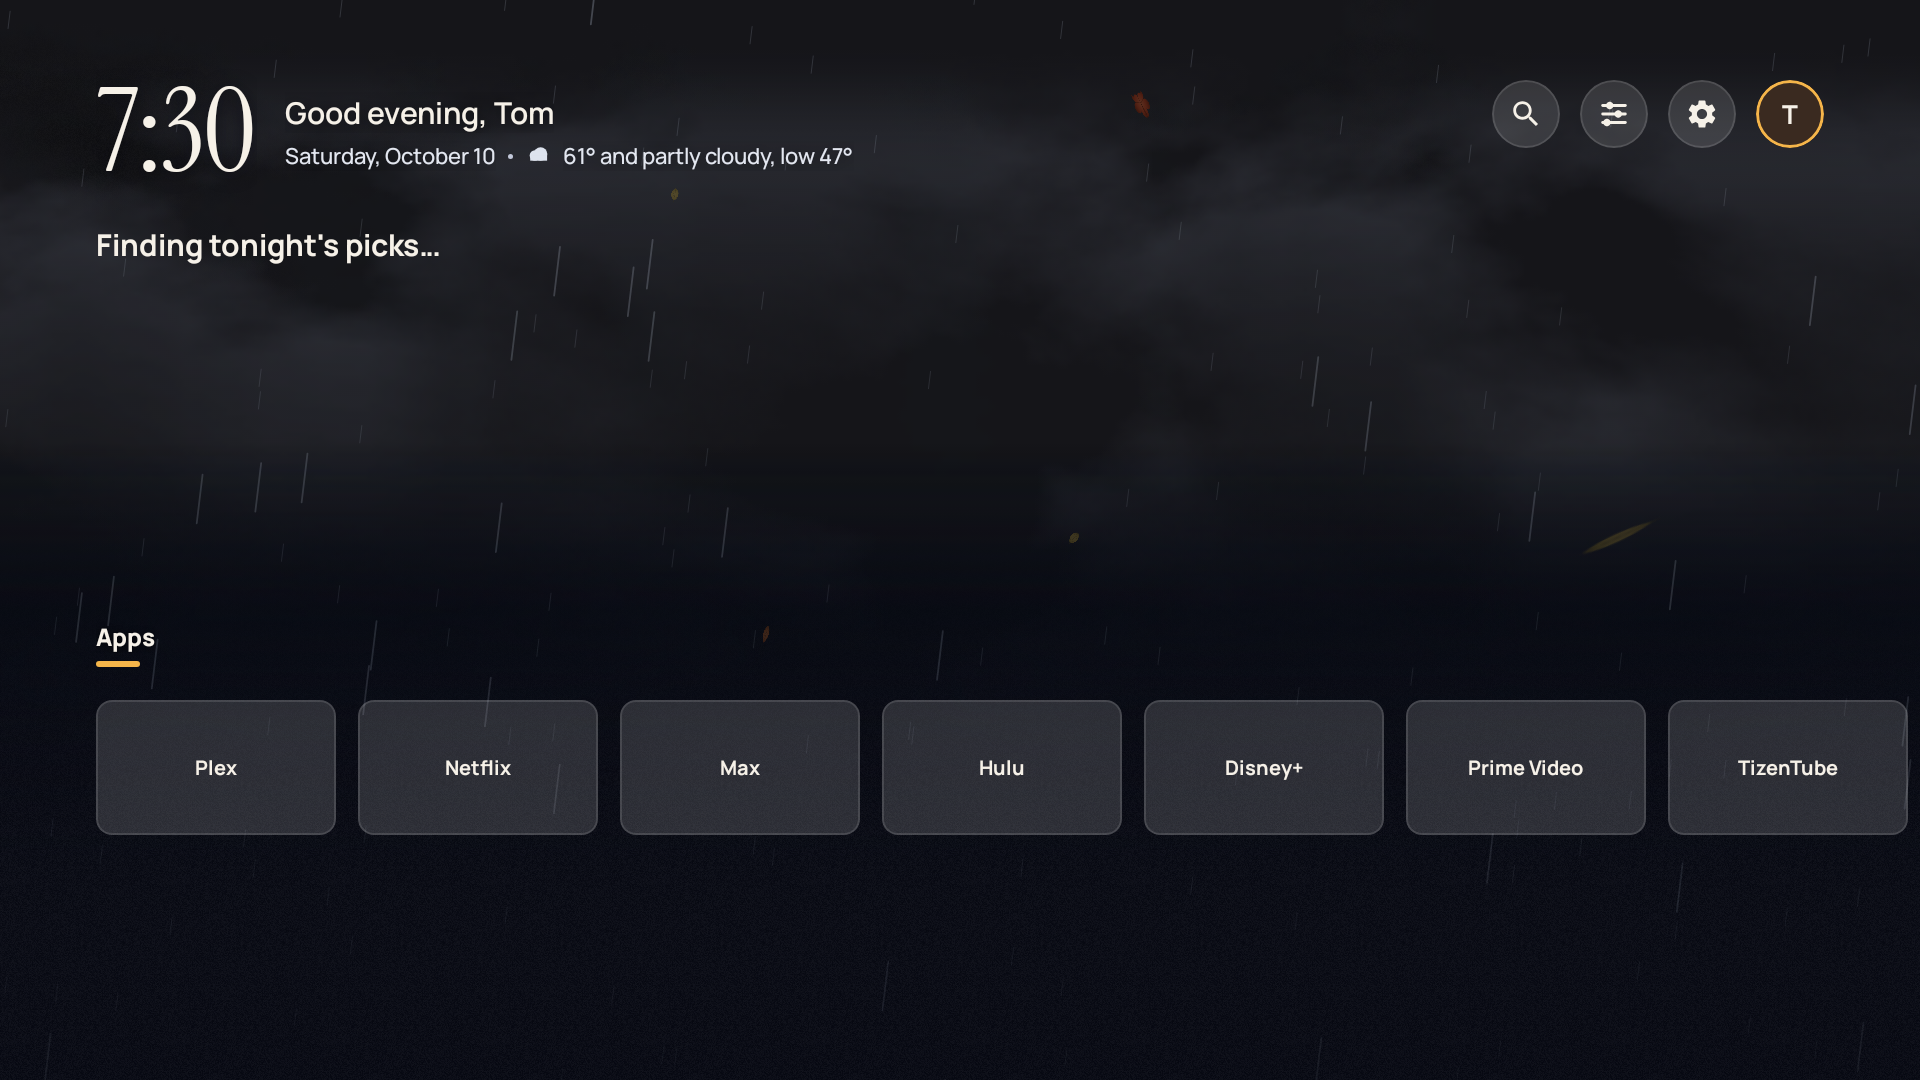 7:30
Good evening, Tom
Saturday, October 10 • 61° and partly cloudy, low 47°
T
Finding tonight's picks...
Apps
Plex
Netflix
Max
Hulu
Disney+
Prime Video
TizenTube